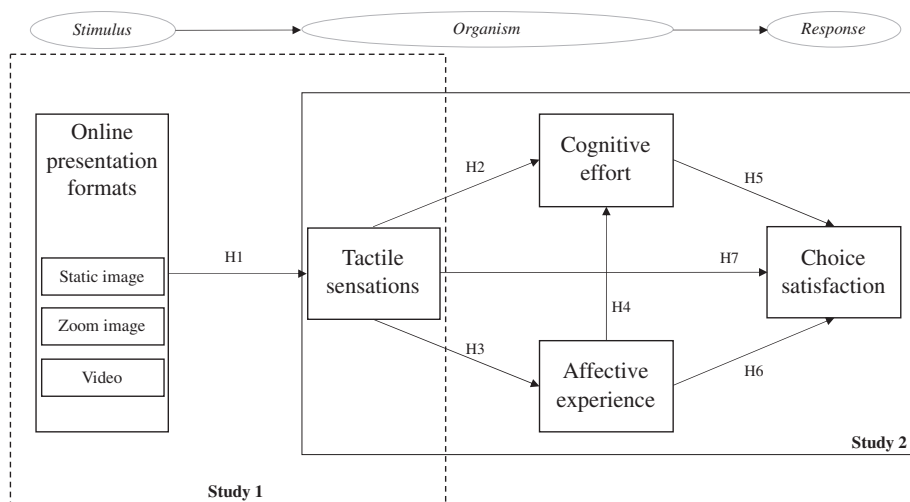 Stimulus
Organism
Response
Online
presentation
formats
Static image
Zoom image
Video
H1
Tactile
sensations
H2
H3
Cognitive
effort
H4
Affective
experience
H5
H7
H6
Choice
satisfaction
Study 1
Study 2